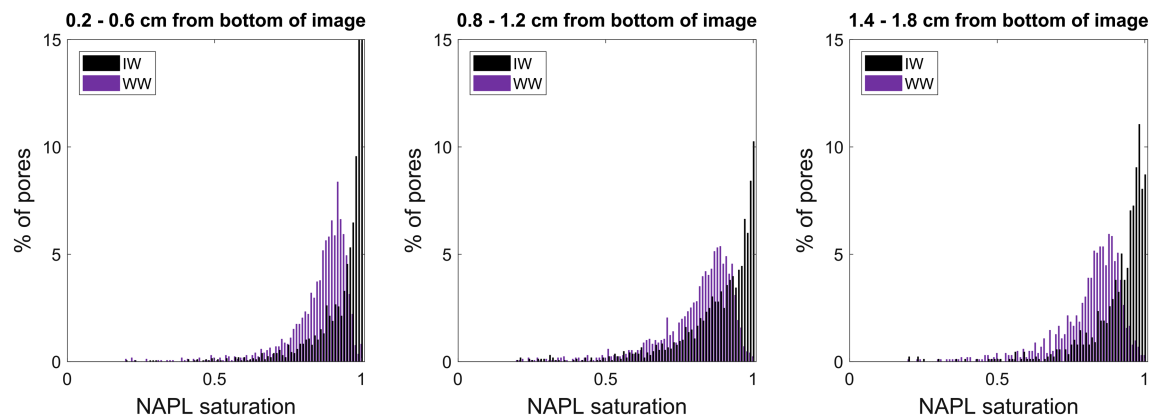 0.2 - 0.6 cm from bottom of image
15
10
5
0
% of pores
IW
WW
0
0.5
1
NAPL saturation
0.8 - 1.2 cm from bottom of image
15
10
5
0
% of pores
IW
WW
0
0.5
1
NAPL saturation
1.4 - 1.8 cm from bottom of image
15
10
5
0
% of pores
IW
WW
0
0.5
1
NAPL saturation